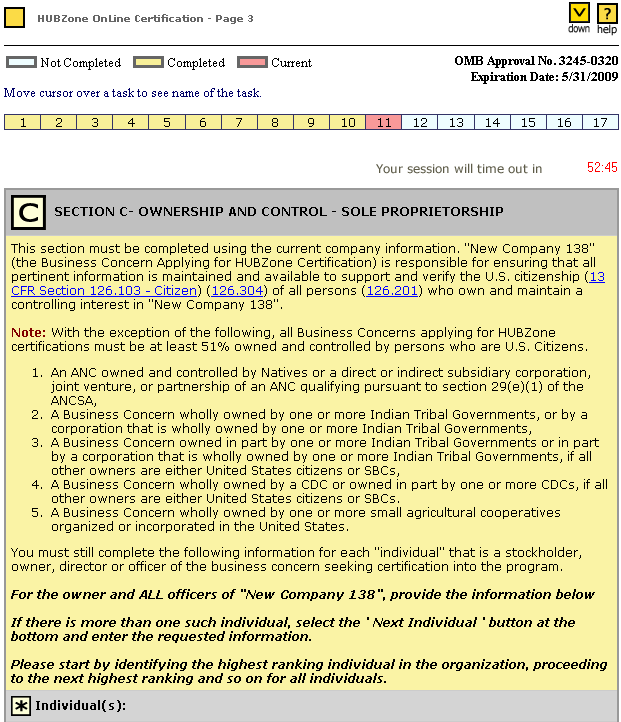 HUBZone OnLine Certification - Page 3
down help
Not Completed Completed Current
OMB Approval No. 3245-0320
Expiration Date: 5/31/2009
Move cursor over a task to see name of the task.
1 2 3 4 5 6 7 8 9 10 11 12 13 14 15 16 17
Your session will time out in 52:45
C SECTION C- OWNERSHIP AND CONTROL - SOLE PROPRIETORSHIP
This section must be completed using the current company information. "New Company 138"
(the Business Concern Applying for HUBZone Certification) is responsible for ensuring that all
pertinent information is maintained and available to support and verify the U.S. citizenship (13
CFR Section 126.103 - Citizen) (126.304) of all persons (126.201) who own and maintain a
controlling interest in "New Company 138".
Note: With the exception of the following, all Business Concerns applying for HUBZone
certifications must be at least 51% owned and controlled by persons who are U.S. Citizens.
1. An ANC owned and controlled by Natives or a direct or indirect subsidiary corporation,
joint venture, or partnership of an ANC qualifying pursuant to section 29(e)(1) of the
ANCSA,
2. A Business Concern wholly owned by one or more Indian Tribal Governments, or by a
corporation that is wholly owned by one or more Indian Tribal Governments,
3. A Business Concern owned in part by one or more Indian Tribal Governments or in part
by a corporation that is wholly owned by one or more Indian Tribal Governments, if all
other owners are either United States citizens or SBCs,
4. A Business Concern wholly owned by a CDC or owned in part by one or more CDCs, if all
other owners are either United States citizens or SBCs.
5. A Business Concern wholly owned by one or more small agricultural cooperatives
organized or incorporated in the United States.
You must still complete the following information for each "individual" that is a stockholder,
owner, director or officer of the business concern seeking certification into the program.
For the owner and ALL officers of "New Company 138", provide the information below
If there is more than one such individual, select the ' Next Individual ' button at the
bottom and enter the requested information.
Please start by identifying the highest ranking individual in the organization, proceeding
to the next highest ranking and so on for all individuals.
* Individual(s):